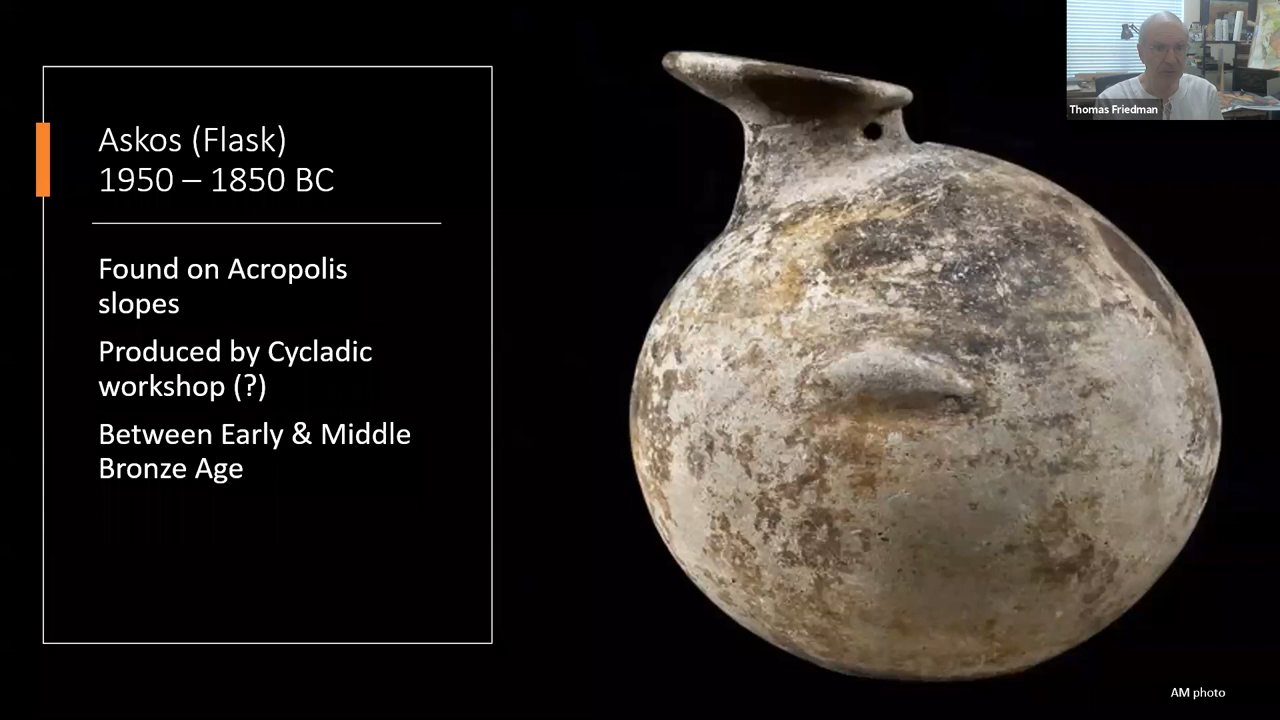 Askos (Flask)
1950 – 1850 BC
Found on Acropolis
slopes
Produced by Cycladic
workshop (?)
Between Early & Middle
Bronze Age
Thomas Friedman
AM photo